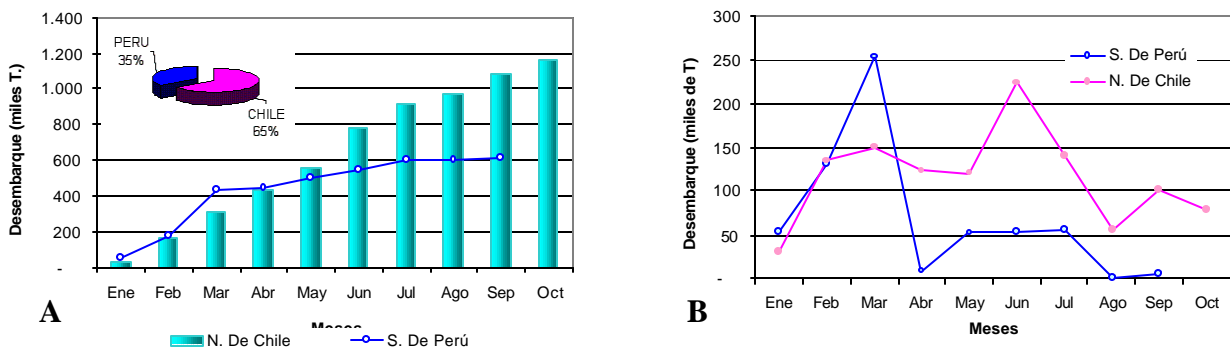 Desembarque (miles T.)
1.400
1.200
1.000
800
600
400
200
-
PERU
35%
CHILE
65%
Ene Feb Mar Abr May Jun Jul Ago Sep Oct
Meses
A
N. De Chile S. De Perú
Desembarque (miles de T)
300
250
200
150
100
50
-
S. De Perú
N. De Chile
Ene Feb Mar Abr May Jun Jul Ago Sep Oct
Meses
B